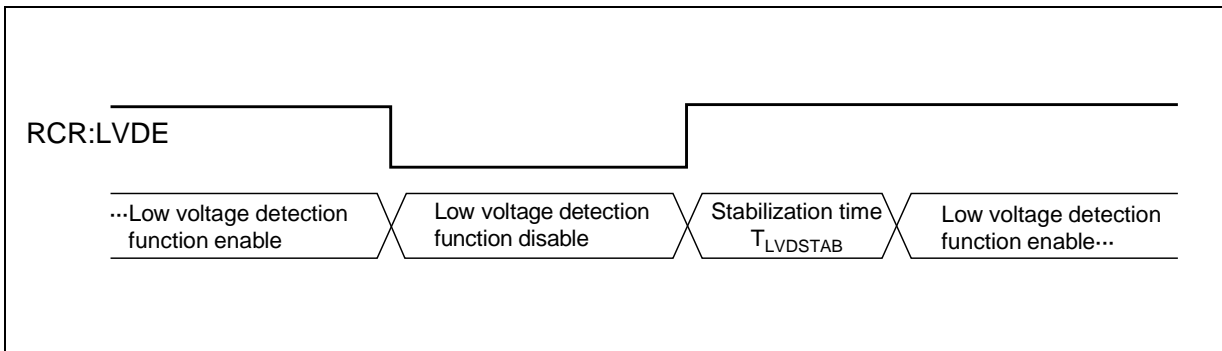 RCR:LVDE
···Low voltage detection
function enable
Low voltage detection
function disable
Stabilization time
TLVDSTAB
Low voltage detection
function enable···